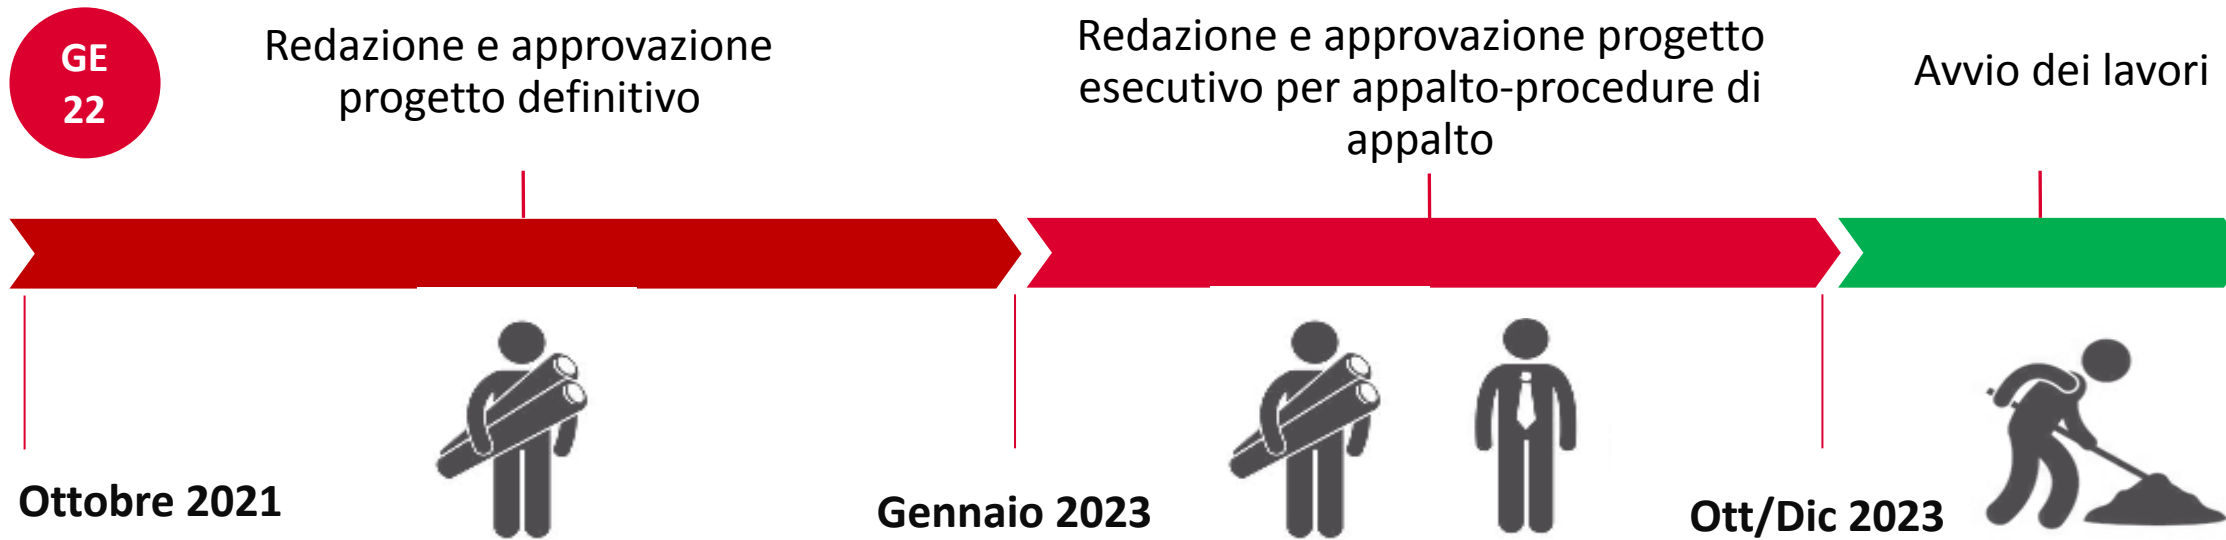 GE
22
Redazione e approvazione
progetto definitivo
Redazione e approvazione progetto
esecutivo per appalto-procedure di
appalto
Avvio dei lavori
Ottobre 2021
Gennaio 2023
Ott/Dic 2023